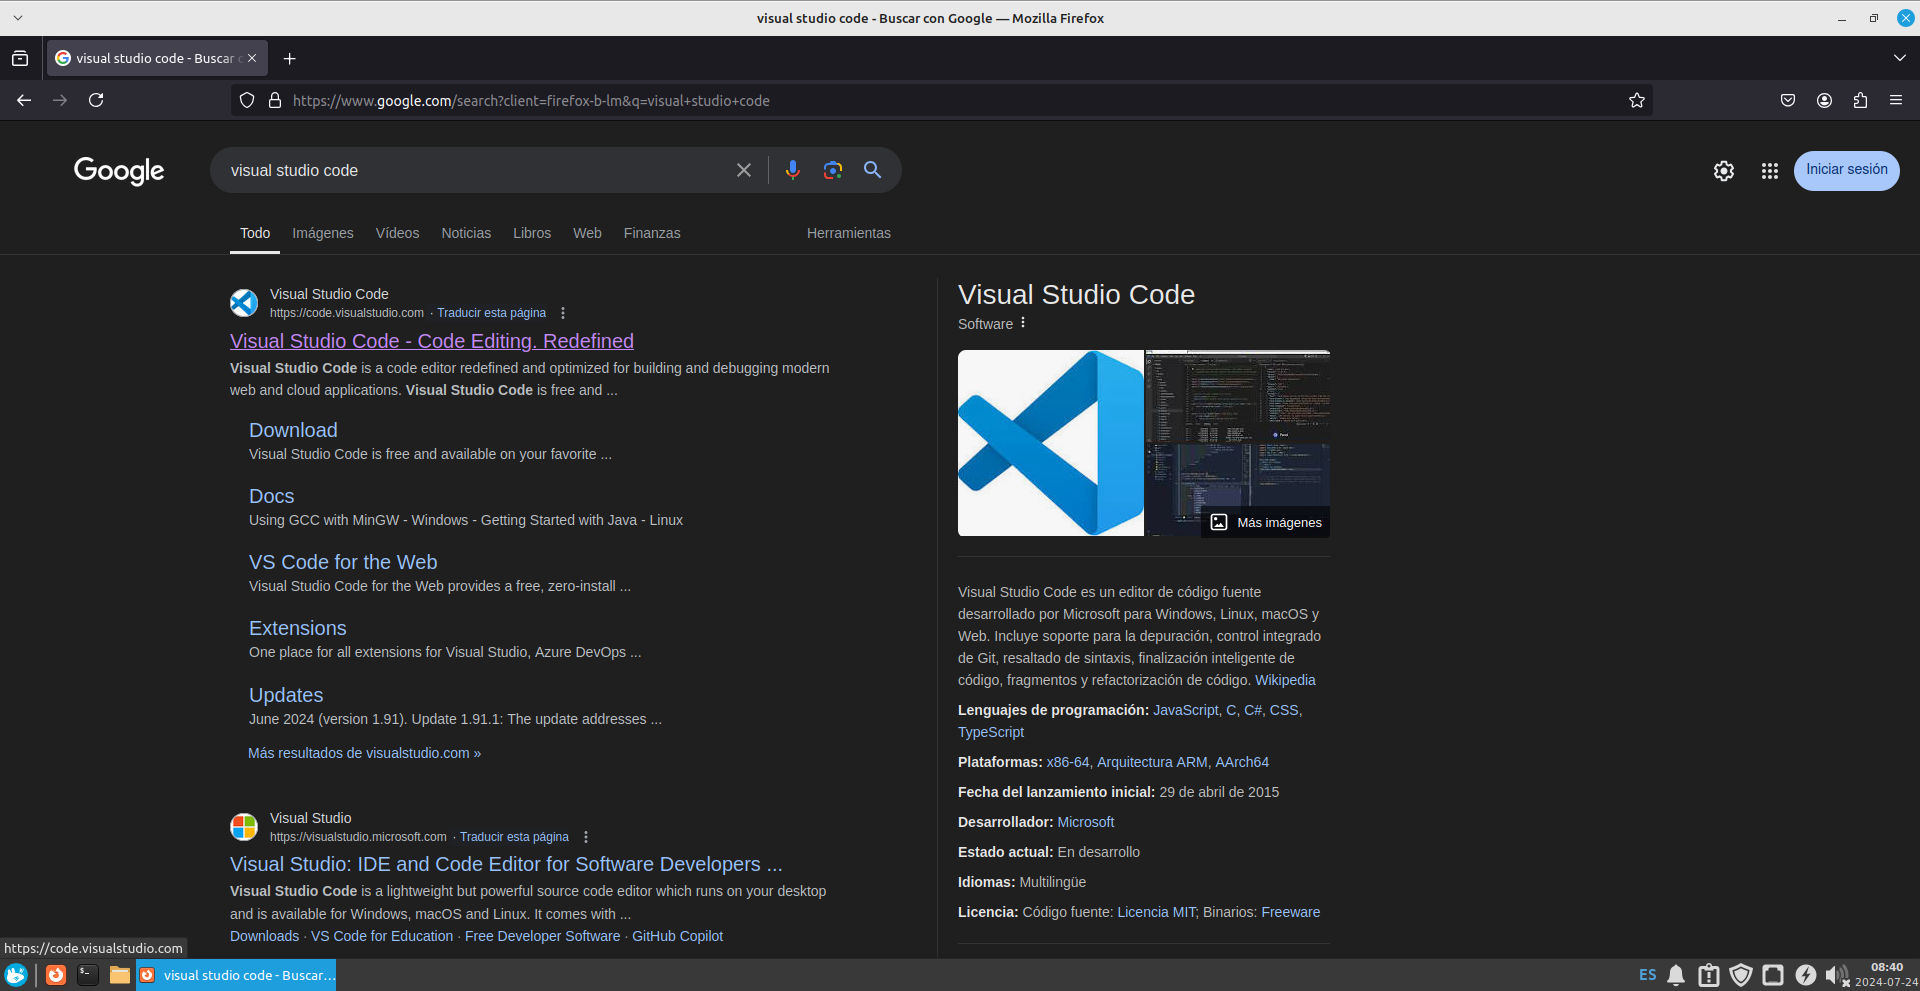 visual studio code - Buscar con Google — Mozilla Firefox
visual studio code - Buscar
https://www.google.com/search?client=firefox-b-lm&q=visual+studio+code
Google
visual studio code
Iniciar sesión
Todo Imágenes Vídeos Noticias Libros Web Finanzas Herramientas
Visual Studio Code
https://code.visualstudio.com · Traducir esta página
Visual Studio Code - Code Editing. Redefined
Visual Studio Code is a code editor redefined and optimized for building and debugging modern
web and cloud applications. Visual Studio Code is free and ...
Download
Visual Studio Code is free and available on your favorite ...
Docs
Using GCC with MinGW - Windows - Getting Started with Java - Linux
VS Code for the Web
Visual Studio Code for the Web provides a free, zero-install ...
Extensions
One place for all extensions for Visual Studio, Azure DevOps ...
Updates
June 2024 (version 1.91). Update 1.91.1: The update addresses ...
Más resultados de visualstudio.com »
Visual Studio
https://visualstudio.microsoft.com · Traducir esta página
Visual Studio: IDE and Code Editor for Software Developers ...
Visual Studio Code is a lightweight but powerful source code editor which runs on your desktop
and is available for Windows, macOS and Linux. It comes with ...
Downloads · VS Code for Education · Free Developer Software · GitHub Copilot
Visual Studio Code
Software
Más imágenes
Visual Studio Code es un editor de código fuente
desarrollado por Microsoft para Windows, Linux, macOS y
Web. Incluye soporte para la depuración, control integrado
de Git, resaltado de sintaxis, finalización inteligente de
código, fragmentos y refactorización de código. Wikipedia
Lenguajes de programación: JavaScript, C, C#, CSS,
TypeScript
Plataformas: x86-64, Arquitectura ARM, AArch64
Fecha del lanzamiento inicial: 29 de abril de 2015
Desarrollador: Microsoft
Estado actual: En desarrollo
Idiomas: Multilingüe
Licencia: Código fuente: Licencia MIT; Binarios: Freeware
https://code.visualstudio.com
visual studio code - Buscar...
ES
08:40
2024-07-24